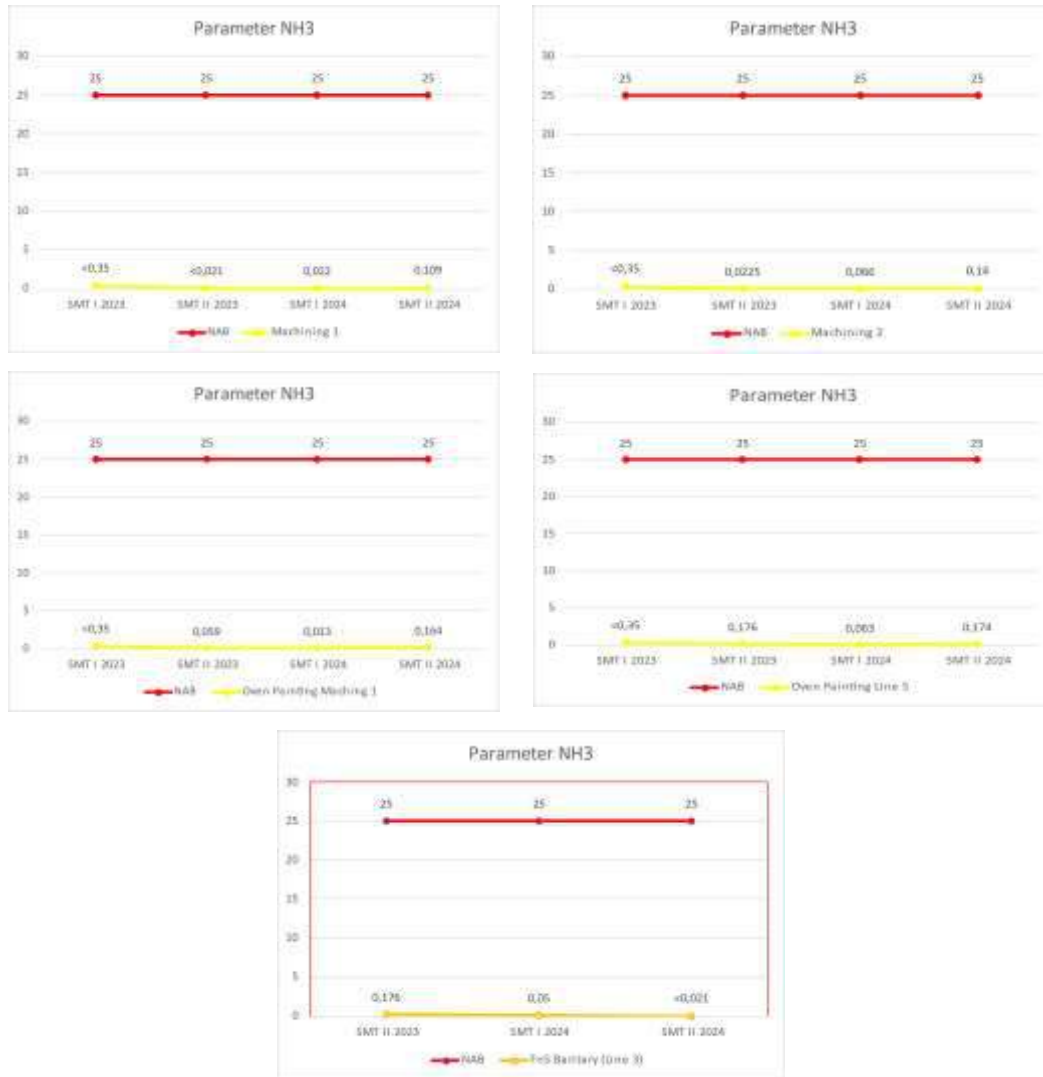 Parameter NH3
30
25 25 25 25
25
20
15
10
5
<0,35 <0,021 0,109
0
SMT I 2023 SMT II 2023 SMT I 2024 SMT II 2024
NAB Machining 1
Parameter NH3
30
25 25 25 25
25
20
15
10
5
<0,35 0,0225 0,066 0,14
0
SMT I 2023 SMT II 2023 SMT I 2024 SMT II 2024
NAB Machining 2
Parameter NH3
30
25 25 25 25
25
20
15
10
5
<0,35 0,013 0,164
0
SMT I 2023 SMT II 2023 SMT I 2024 SMT II 2024
NAB Oven Painting Maching 1
Parameter NH3
30
25 25 25 25
25
20
15
10
5
<0,35 0,176 0,063 0,174
0
SMT I 2023 SMT II 2023 SMT I 2024 SMT II 2024
NAB Oven Painting Line 5
Parameter NH3
30
25 25 25
25
20
15
10
5
0,176 0,05 <0,021
0
SMT II 2023 SMT I 2024 SMT II 2024
NAB (Line 3)